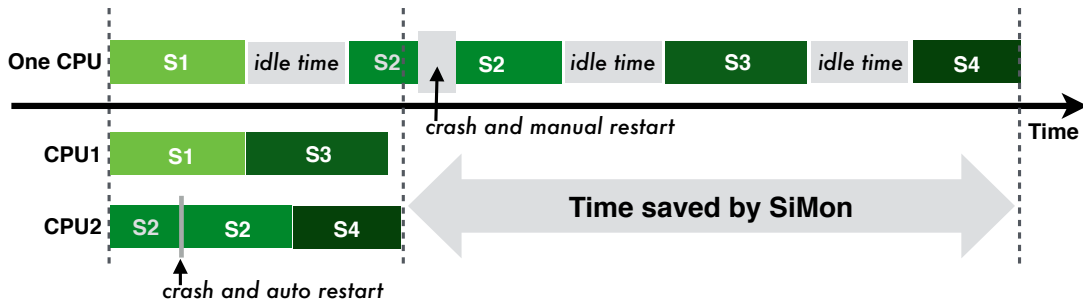 One CPU S1 idle time S2 S2 idle time S3 idle time S4
crash and manual restart
Time
CPU1 S1 S3
Time saved by SiMon
CPU2 S2 S2 S4
crash and auto restart